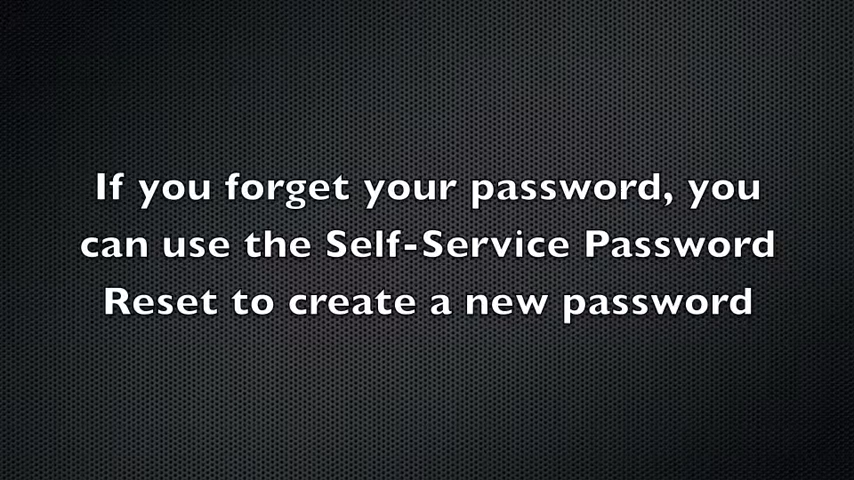 If you forget your password, you
can use the Self-Service Password
Reset to create a new password